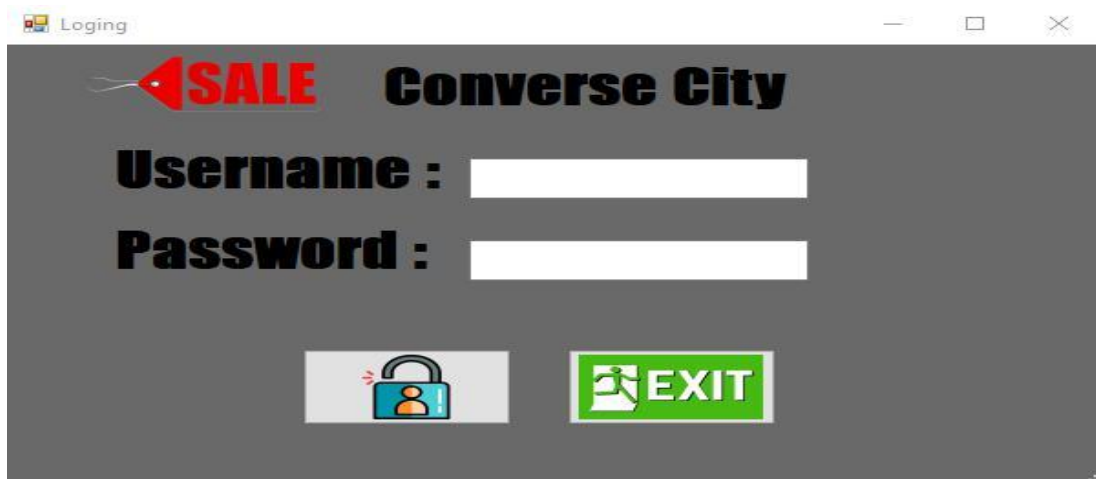 Loging
SALE Converse City
Username :
Password :
EXIT